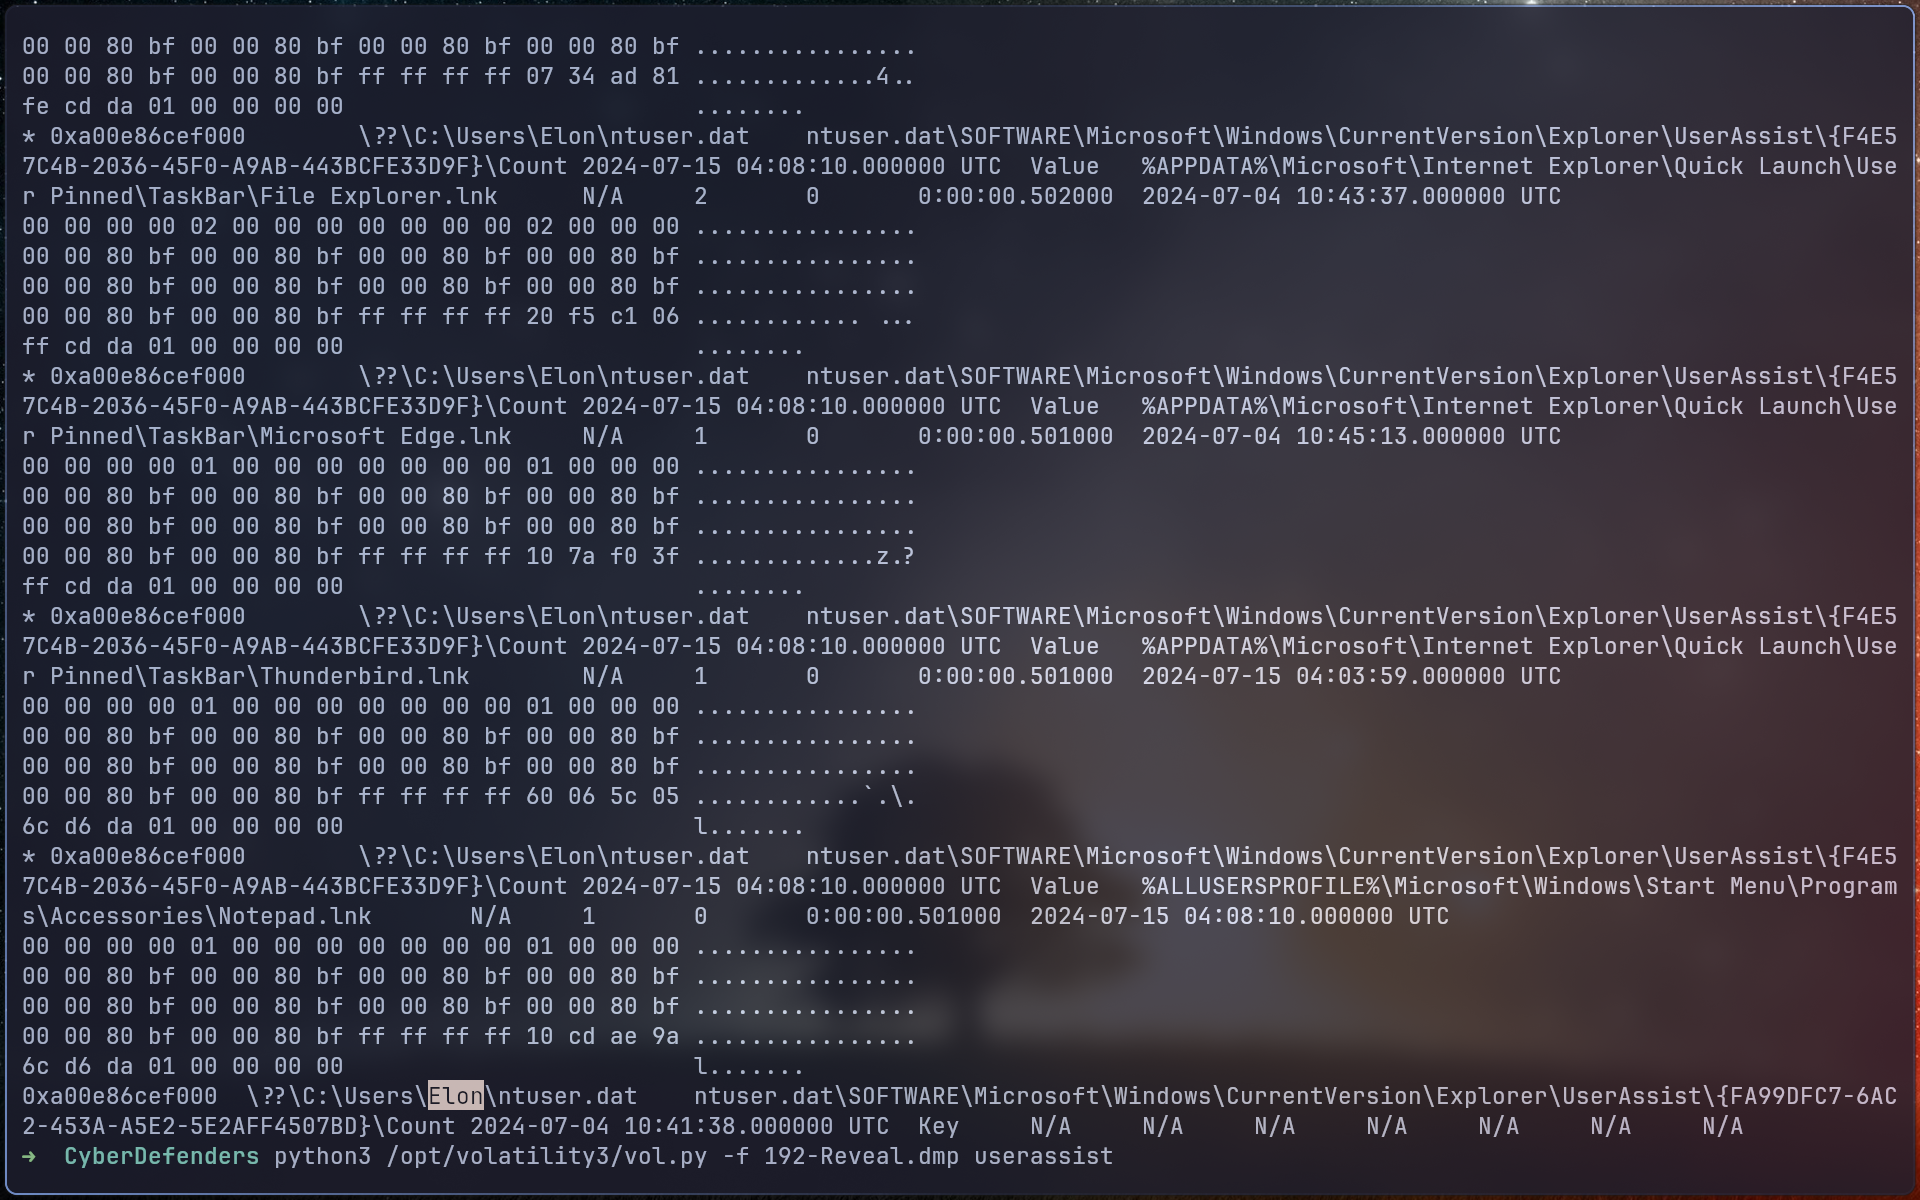 00 00 80 bf 00 00 80 bf 00 00 80 bf 00 00 80 bf ................
00 00 80 bf 00 00 80 bf ff ff ff ff 07 34 ad 81 .............4..
fe cd da 01 00 00 00 00                         ........
* 0xa00e86cef000        \??\C:\Users\Elon\ntuser.dat    ntuser.dat\SOFTWARE\Microsoft\Windows\CurrentVersion\Explorer\UserAssist\{F4E5
7C4B-2036-45F0-A9AB-443BCFE33D9F}\Count 2024-07-15 04:08:10.000000 UTC  Value   %APPDATA%\Microsoft\Internet Explorer\Quick Launch\Use
r Pinned\TaskBar\File Explorer.lnk      N/A     2       0       0:00:00.502000  2024-07-04 10:43:37.000000 UTC
00 00 00 00 02 00 00 00 00 00 00 00 02 00 00 00 ................
00 00 80 bf 00 00 80 bf 00 00 80 bf 00 00 80 bf ................
00 00 80 bf 00 00 80 bf 00 00 80 bf 00 00 80 bf ................
00 00 80 bf 00 00 80 bf ff ff ff ff 20 f5 c1 06 ............ ...
ff cd da 01 00 00 00 00                         ........
* 0xa00e86cef000        \??\C:\Users\Elon\ntuser.dat    ntuser.dat\SOFTWARE\Microsoft\Windows\CurrentVersion\Explorer\UserAssist\{F4E5
7C4B-2036-45F0-A9AB-443BCFE33D9F}\Count 2024-07-15 04:08:10.000000 UTC  Value   %APPDATA%\Microsoft\Internet Explorer\Quick Launch\Use
r Pinned\TaskBar\Microsoft Edge.lnk     N/A     1       0       0:00:00.501000  2024-07-04 10:45:13.000000 UTC
00 00 00 00 01 00 00 00 00 00 00 00 01 00 00 00 ................
00 00 80 bf 00 00 80 bf 00 00 80 bf 00 00 80 bf ................
00 00 80 bf 00 00 80 bf 00 00 80 bf 00 00 80 bf ................
00 00 80 bf 00 00 80 bf ff ff ff ff 10 7a f0 3f .............z.?
ff cd da 01 00 00 00 00                         ........
* 0xa00e86cef000        \??\C:\Users\Elon\ntuser.dat    ntuser.dat\SOFTWARE\Microsoft\Windows\CurrentVersion\Explorer\UserAssist\{F4E5
7C4B-2036-45F0-A9AB-443BCFE33D9F}\Count 2024-07-15 04:08:10.000000 UTC  Value   %APPDATA%\Microsoft\Internet Explorer\Quick Launch\Use
r Pinned\TaskBar\Thunderbird.lnk        N/A     1       0       0:00:00.501000  2024-07-15 04:03:59.000000 UTC
00 00 00 00 01 00 00 00 00 00 00 00 01 00 00 00 ................
00 00 80 bf 00 00 80 bf 00 00 80 bf 00 00 80 bf ................
00 00 80 bf 00 00 80 bf 00 00 80 bf 00 00 80 bf ................
00 00 80 bf 00 00 80 bf ff ff ff ff 60 06 5c 05 ............`.\.
6c d6 da 01 00 00 00 00                         l.......
* 0xa00e86cef000        \??\C:\Users\Elon\ntuser.dat    ntuser.dat\SOFTWARE\Microsoft\Windows\CurrentVersion\Explorer\UserAssist\{F4E5
7C4B-2036-45F0-A9AB-443BCFE33D9F}\Count 2024-07-15 04:08:10.000000 UTC  Value   %ALLUSERSPROFILE%\Microsoft\Windows\Start Menu\Program
s\Accessories\Notepad.lnk       N/A     1       0       0:00:00.501000  2024-07-15 04:08:10.000000 UTC
00 00 00 00 01 00 00 00 00 00 00 00 01 00 00 00 ................
00 00 80 bf 00 00 80 bf 00 00 80 bf 00 00 80 bf ................
00 00 80 bf 00 00 80 bf 00 00 80 bf 00 00 80 bf ................
00 00 80 bf 00 00 80 bf ff ff ff ff 10 cd ae 9a ................
6c d6 da 01 00 00 00 00                         l.......
0xa00e86cef000  \??\C:\Users\Elon\ntuser.dat    ntuser.dat\SOFTWARE\Microsoft\Windows\CurrentVersion\Explorer\UserAssist\{FA99DFC7-6AC
2-453A-A5E2-5E2AFF4507BD}\Count 2024-07-04 10:41:38.000000 UTC  Key     N/A     N/A     N/A     N/A     N/A     N/A     N/A
→  CyberDefenders python3 /opt/volatility3/vol.py -f 192-Reveal.dmp userassist